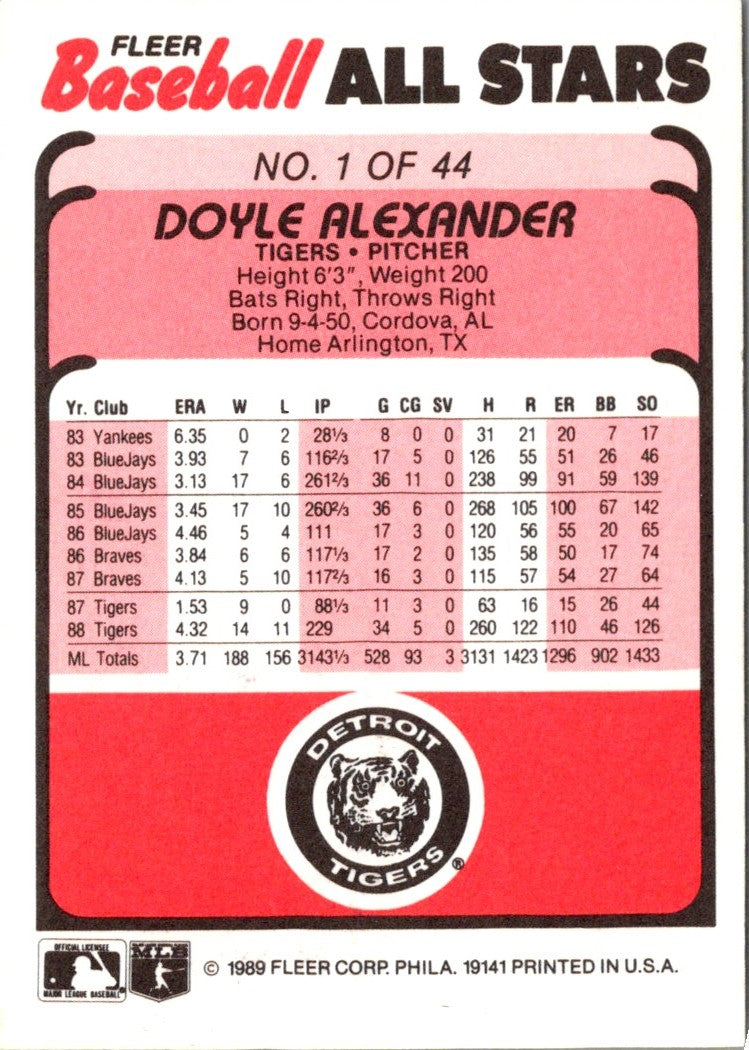 FLEER
Baseball ALL STARS
NO. 1 OF 44
DOYLE ALEXANDER
TIGERS • PITCHER
Height 6'3", Weight 200
Bats Right, Throws Right
Born 9-4-50, Cordova, AL
Home Arlington, TX
Yr. Club ERA W L IP G CG SV H R ER BB SO
83 Yankees 6.35 0 2 28⅓ 8 0 0 31 21 20 7 17
83 BlueJays 3.93 7 6 116⅔ 17 5 0 126 55 51 26 46
84 BlueJays 3.13 17 6 261⅔ 36 11 0 238 99 91 59 139
85 BlueJays 3.45 17 10 260⅔ 36 6 0 268 105 100 67 142
86 BlueJays 4.46 5 4 111 17 3 0 120 56 55 20 65
86 Braves 3.84 6 6 117⅓ 17 2 0 135 58 50 17 74
87 Braves 4.13 5 10 117⅔ 16 3 0 115 57 54 27 64
87 Tigers 1.53 9 0 88⅓ 11 3 0 63 16 15 26 44
88 Tigers 4.32 14 11 229 34 5 0 260 122 110 46 126
ML Totals 3.71 188 156 3143⅓ 528 93 3 3131 1423 1296 902 1433
DETROIT
TIGERS ®
OFFICIAL LICENSEE
MAJOR LEAGUE BASEBALL
MLB
© 1989 FLEER CORP. PHILA. 19141 PRINTED IN U.S.A.